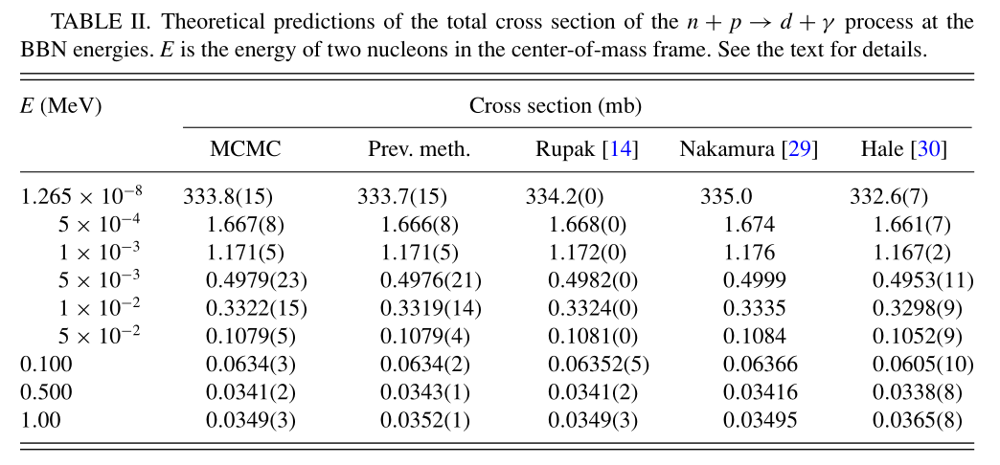 TABLE II. Theoretical predictions of the total cross section of the n + p → d + γ process at the
BBN energies. E is the energy of two nucleons in the center-of-mass frame. See the text for details.
E (MeV) Cross section (mb)
MCMC Prev. meth. Rupak [14] Nakamura [29] Hale [30]
1.265 × 10⁻⁸ 333.8(15) 333.7(15) 334.2(0) 335.0 332.6(7)
5 × 10⁻⁴ 1.667(8) 1.666(8) 1.668(0) 1.674 1.661(7)
1 × 10⁻³ 1.171(5) 1.171(5) 1.172(0) 1.176 1.167(2)
5 × 10⁻³ 0.4979(23) 0.4976(21) 0.4982(0) 0.4999 0.4953(11)
1 × 10⁻² 0.3322(15) 0.3319(14) 0.3324(0) 0.3335 0.3298(9)
5 × 10⁻² 0.1079(5) 0.1079(4) 0.1081(0) 0.1084 0.1052(9)
0.100 0.0634(3) 0.0634(2) 0.06352(5) 0.06366 0.0605(10)
0.500 0.0341(2) 0.0343(1) 0.0341(2) 0.03416 0.0338(8)
1.00 0.0349(3) 0.0352(1) 0.0349(3) 0.03495 0.0365(8)